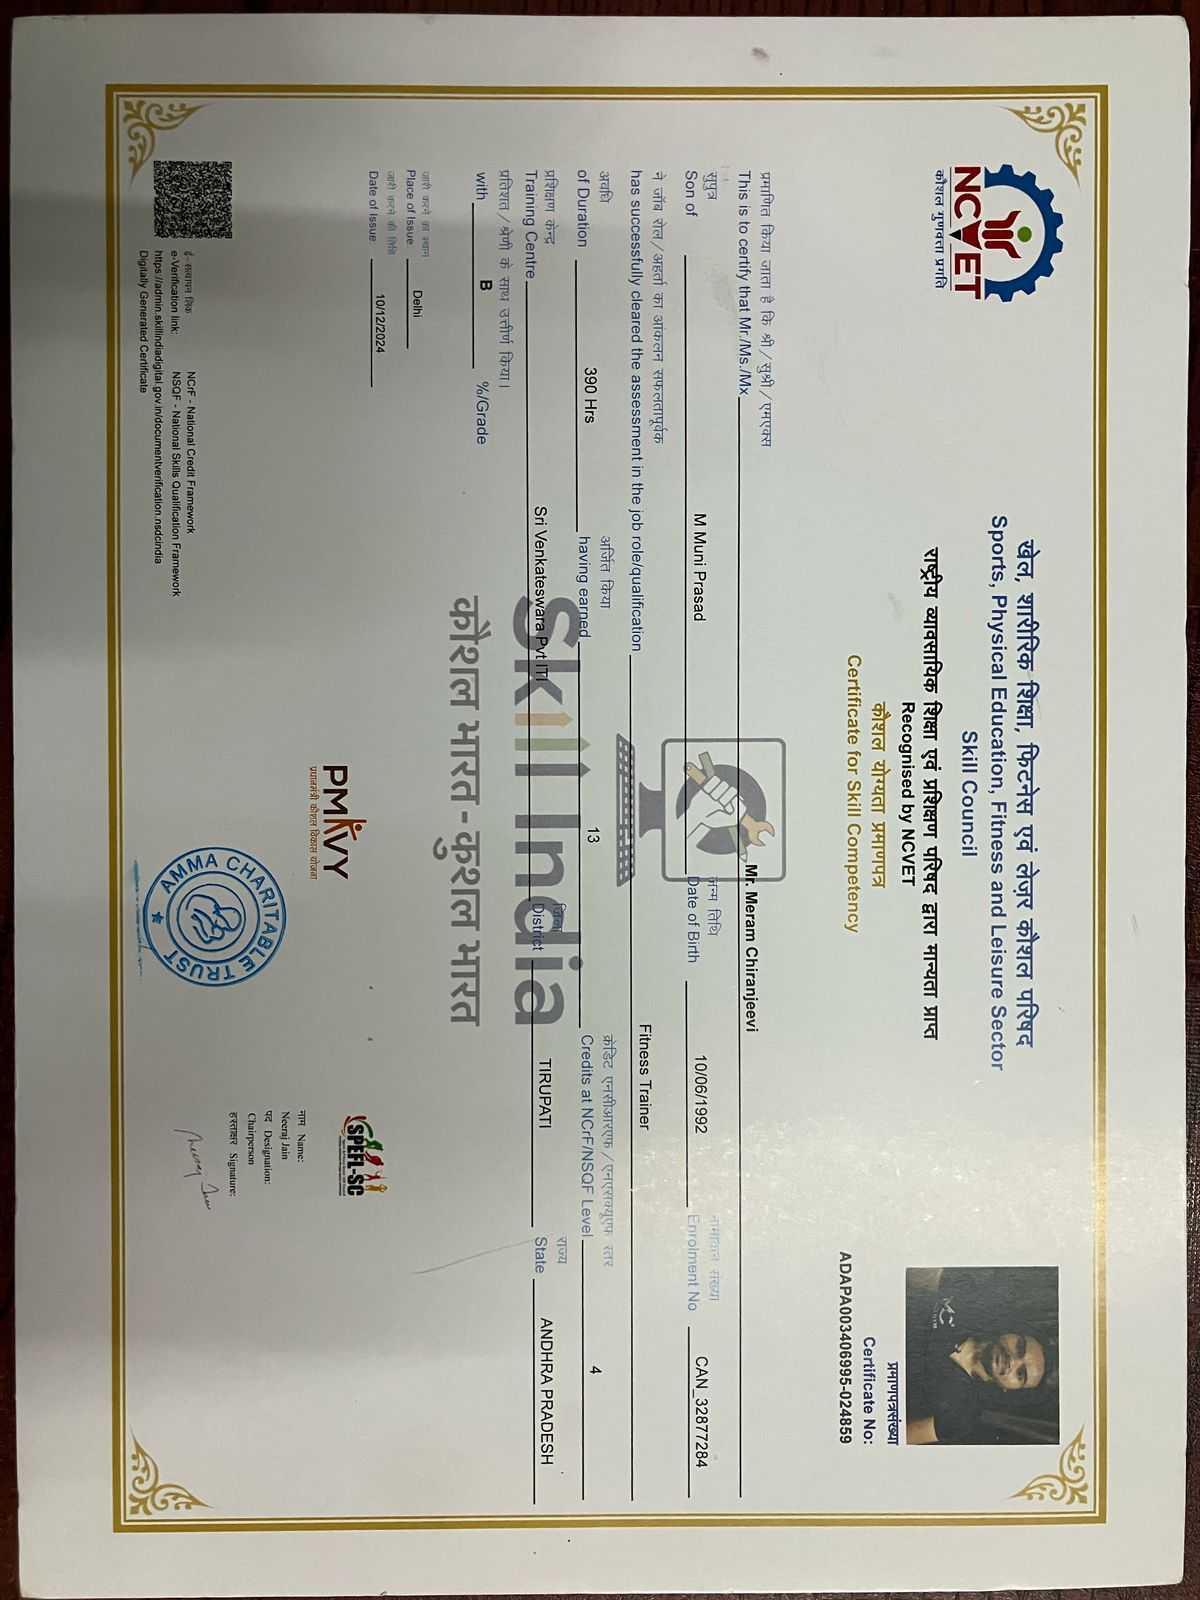 NCVET
कौशल गुणवत्ता प्रगति
खेल, शारीरिक शिक्षा, फिटनेस एवं लेज़र कौशल परिषद
Sports, Physical Education, Fitness and Leisure Sector
Skill Council
राष्ट्रीय व्यावसायिक शिक्षा एवं प्रशिक्षण परिषद द्वारा मान्यता प्राप्त
Recognised by NCVET
कौशल योग्यता प्रमाणपत्र
Certificate for Skill Competency
प्रमाणपत्रसंख्या
Certificate No:
ADAPA003406995-024859
प्रमाणित किया जाता है कि श्री/सुश्री/एमएक्स
This is to certify that Mr./Ms./Mx Mr. Meram Chiranjeevi
सुपुत्र जन्म तिथि नामांकन संख्या
Son of M Muni Prasad Date of Birth 10/06/1992 Enrolment No CAN_32877284
ने जॉब रोल/अहर्ता का आंकलन सफलतापूर्वक
has successfully cleared the assessment in the job role/qualification Fitness Trainer
अवधि अर्जित किया क्रेडिट एनसीआरएफ/एनएसक्यूएफ स्तर
of Duration 390 Hrs having earned 13 Credits at NCrF/NSQF Level 4
प्रशिक्षण केन्द्र जिला राज्य
Training Centre Sri Venkateswara Pvt ITI District TIRUPATI State ANDHRA PRADESH
Skill India
प्रतिशत/श्रेणी के साथ उत्तीर्ण किया।
with B %/Grade
कौशल भारत-कुशल भारत
जारी करने का स्थान
Place of Issue: Delhi
जारी करने की तिथि
Date of Issue: 10/12/2024
PMKVY
प्रधानमंत्री कौशल विकास योजना
SPEFL-SC
नाम Name:
Neeraj Jain
पद Designation:
Chairperson
हस्ताक्षर Signature:
AMMA CHARITABLE TRUST
ई-सत्यापन लिंक NCrF - National Credit Framework
e-Verification link: NSQF - National Skills Qualification Framework
https://admin.skillindiadigital.gov.in/documentverification.nsdcindia
Digitally Generated Certificate